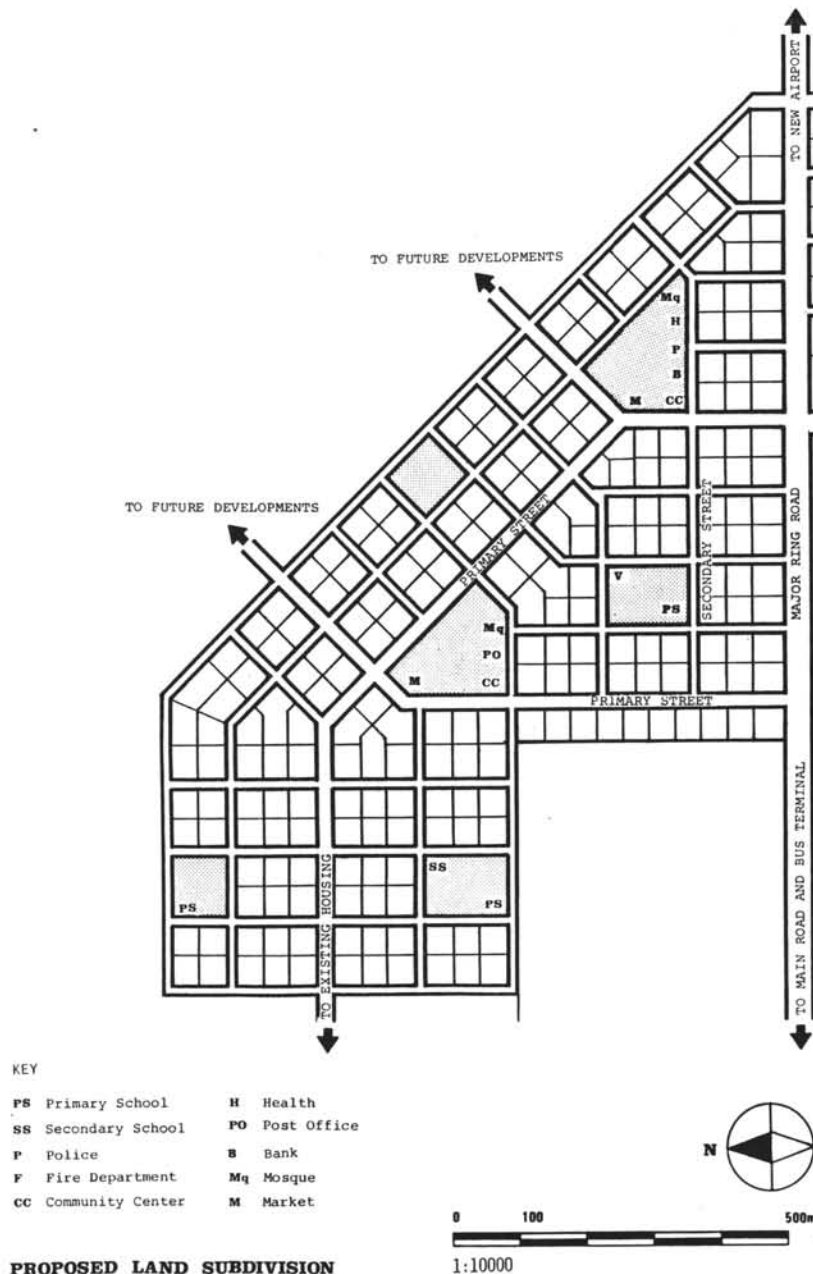 TO NEW AIRPORT
TO FUTURE DEVELOPMENTS
Mq
H
P
B
M CC
TO FUTURE DEVELOPMENTS
PRIMARY STREET
SECONDARY STREET
MAJOR RING ROAD
V
PS
Mq
PO
M CC
PRIMARY STREET
SS
PS
PS
TO EXISTING HOUSING
TO MAIN ROAD AND BUS TERMINAL
KEY
PS Primary School
SS Secondary School
P Police
F Fire Department
CC Community Center
H Health
PO Post Office
B Bank
Mq Mosque
M Market
N
0 100 500m
1:10000
PROPOSED LAND SUBDIVISION